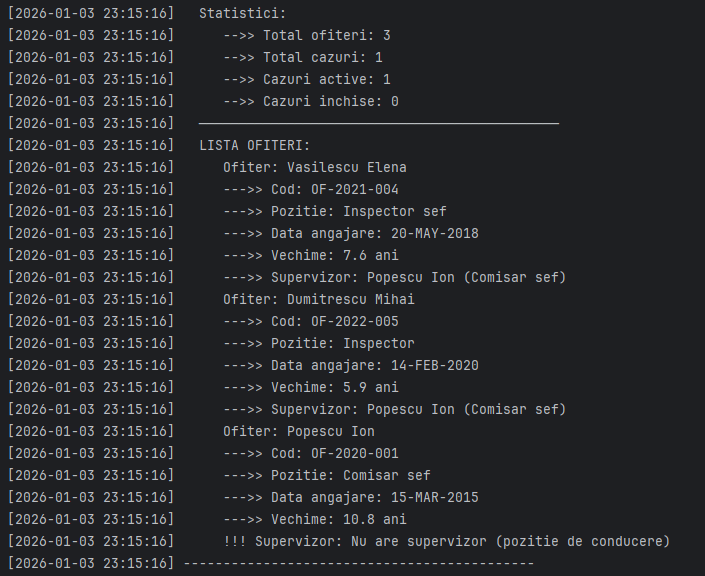 [2026-01-03 23:15:16]   Statistici:
[2026-01-03 23:15:16]      -->> Total ofiteri: 3
[2026-01-03 23:15:16]      -->> Total cazuri: 1
[2026-01-03 23:15:16]      -->> Cazuri active: 1
[2026-01-03 23:15:16]      -->> Cazuri inchise: 0
[2026-01-03 23:15:16]   ─────────────────────────────────────────────
[2026-01-03 23:15:16]   LISTA OFITERI:
[2026-01-03 23:15:16]      Ofiter: Vasilescu Elena
[2026-01-03 23:15:16]      --->> Cod: OF-2021-004
[2026-01-03 23:15:16]      --->> Pozitie: Inspector sef
[2026-01-03 23:15:16]      --->> Data angajare: 20-MAY-2018
[2026-01-03 23:15:16]      --->> Vechime: 7.6 ani
[2026-01-03 23:15:16]      --->> Supervizor: Popescu Ion (Comisar sef)
[2026-01-03 23:15:16]      Ofiter: Dumitrescu Mihai
[2026-01-03 23:15:16]      --->> Cod: OF-2022-005
[2026-01-03 23:15:16]      --->> Pozitie: Inspector
[2026-01-03 23:15:16]      --->> Data angajare: 14-FEB-2020
[2026-01-03 23:15:16]      --->> Vechime: 5.9 ani
[2026-01-03 23:15:16]      --->> Supervizor: Popescu Ion (Comisar sef)
[2026-01-03 23:15:16]      Ofiter: Popescu Ion
[2026-01-03 23:15:16]      --->> Cod: OF-2020-001
[2026-01-03 23:15:16]      --->> Pozitie: Comisar sef
[2026-01-03 23:15:16]      --->> Data angajare: 15-MAR-2015
[2026-01-03 23:15:16]      --->> Vechime: 10.8 ani
[2026-01-03 23:15:16]      !!! Supervizor: Nu are supervizor (pozitie de conducere)
[2026-01-03 23:15:16] --------------------------------------------